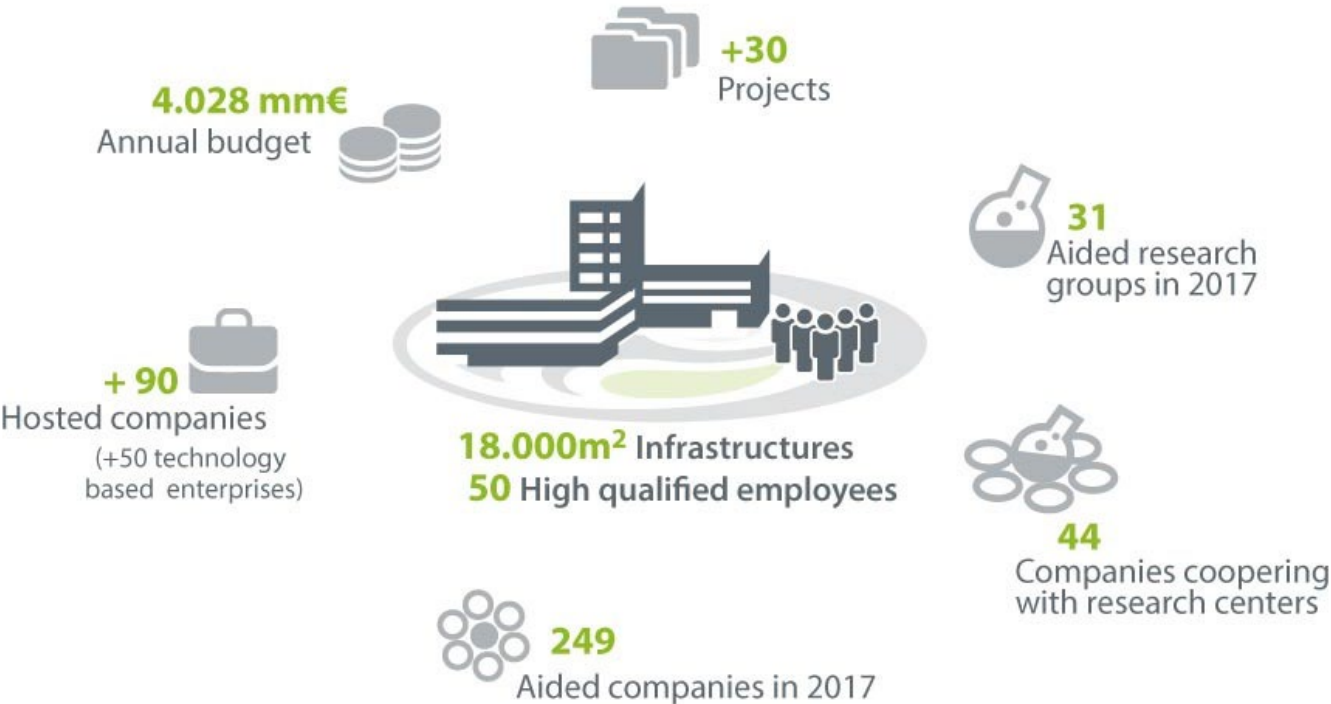 +30
Projects
4.028 mm€
Annual budget
31
Aided research
groups in 2017
+ 90
Hosted companies
(+50 technology
based enterprises)
18.000m² Infrastructures
50 High qualified employees
44
Companies coopering
with research centers
249
Aided companies in 2017